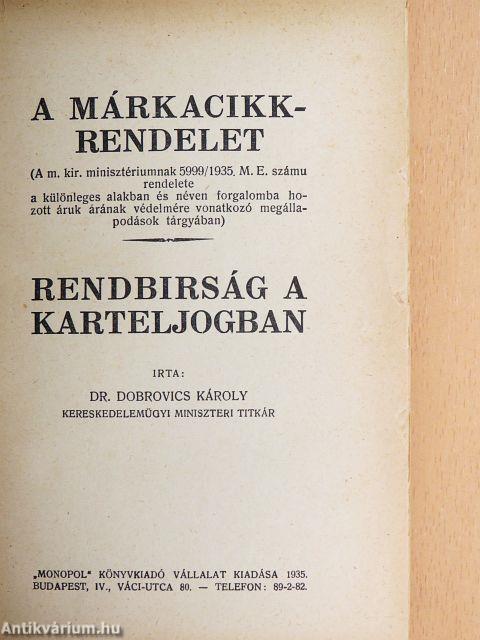 A MÁRKACIKK-
RENDELET
(A m. kir. minisztériumnak 5999/1935. M. E. számu
rendelete
a különleges alakban és néven forgalomba ho-
zott áruk árának védelmére vonatkozó megálla-
podások tárgyában)
RENDBIRSÁG A
KARTELJOGBAN
IRTA:
DR. DOBROVICS KÁROLY
KERESKEDELEMÜGYI MINISZTERI TITKÁR
„MONOPOL" KÖNYVKIADÓ VÁLLALAT KIADÁSA 1935.
BUDAPEST, IV., VÁCI-UTCA 80. — TELEFON: 89-2-82.
Antikvárium.hu